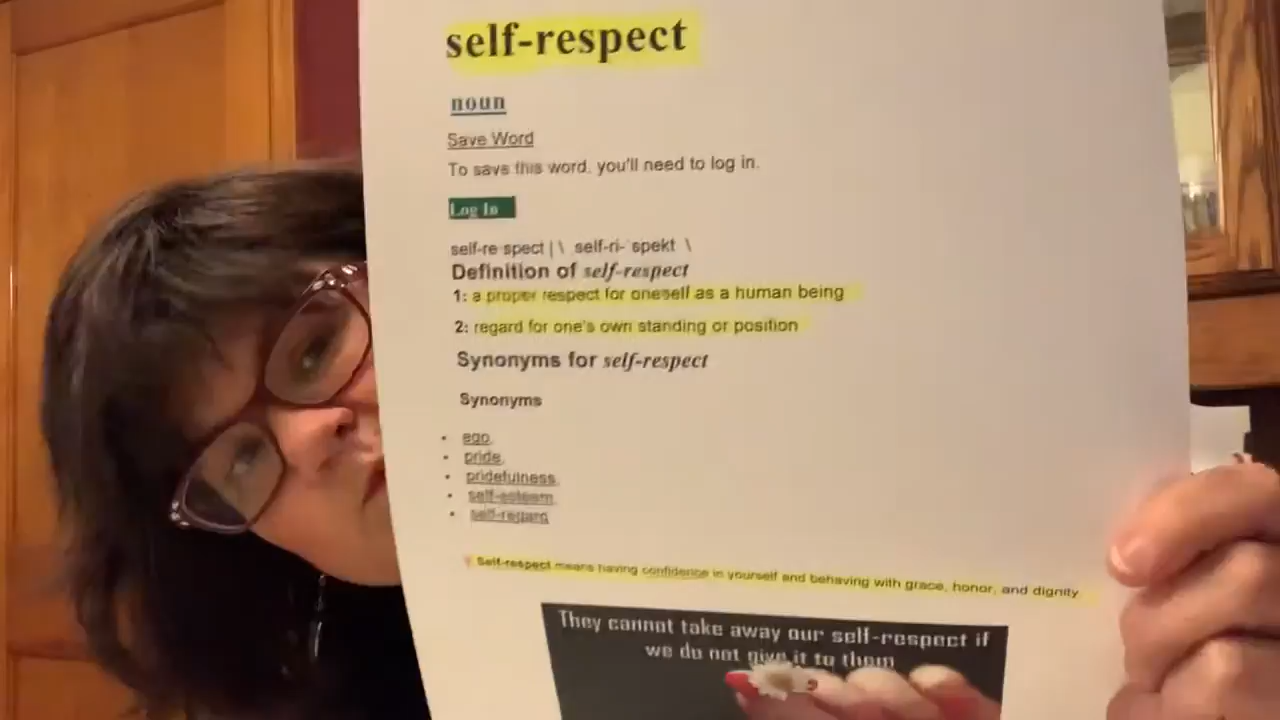 self-respect
noun
Save Word
To save this word, you'll need to log in.
Log In
self-re·spect | \ ˌself-ri-ˈspekt \
Definition of self-respect
1: a proper respect for oneself as a human being
2: regard for one's own standing or position
Synonyms for self-respect
Synonyms
• ego,
• pride,
• pridefulness,
• self-esteem,
• self-regard
Self-respect means having confidence in yourself and behaving with grace, honor, and dignity.
They cannot take away our self-respect if
we do not give it to them